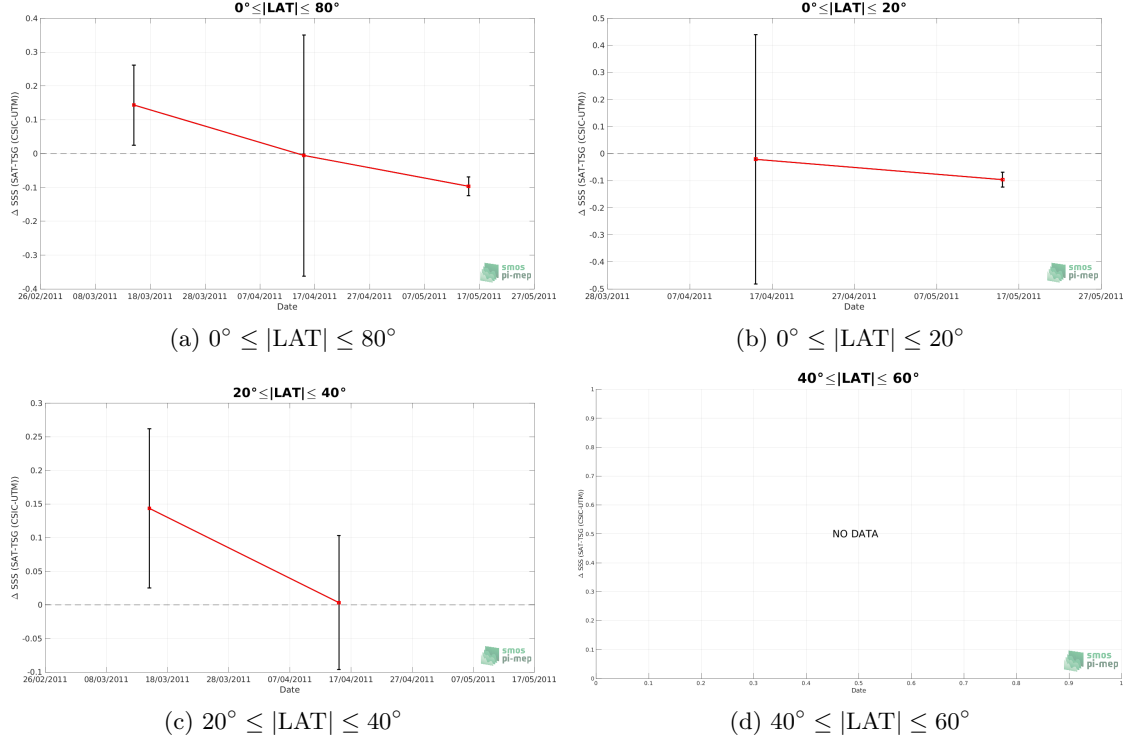 0°≤|LAT|≤ 80°
0.4
0.3
0.2
0.1
0
-0.1
-0.2
-0.3
-0.4
Δ SSS (SAT-TSG (CSIC-UTM))
26/02/2011 08/03/2011 18/03/2011 28/03/2011 07/04/2011 17/04/2011 27/04/2011 07/05/2011 17/05/2011 27/05/2011
Date
smos
pi-mep
(a) 0° ≤ |LAT| ≤ 80°
0°≤|LAT|≤ 20°
0.5
0.4
0.3
0.2
0.1
0
-0.1
-0.2
-0.3
-0.4
-0.5
Δ SSS (SAT-TSG (CSIC-UTM))
28/03/2011 07/04/2011 17/04/2011 27/04/2011 07/05/2011 17/05/2011 27/05/2011
Date
smos
pi-mep
(b) 0° ≤ |LAT| ≤ 20°
20°≤|LAT|≤ 40°
0.3
0.25
0.2
0.15
0.1
0.05
0
-0.05
-0.1
Δ SSS (SAT-TSG (CSIC-UTM))
26/02/2011 08/03/2011 18/03/2011 28/03/2011 07/04/2011 17/04/2011 27/04/2011 07/05/2011 17/05/2011
Date
smos
pi-mep
(c) 20° ≤ |LAT| ≤ 40°
40°≤|LAT|≤ 60°
1
0.9
0.8
0.7
0.6
0.5
0.4
0.3
0.2
0.1
0
Δ SSS (SAT-TSG (CSIC-UTM))
NO DATA
0 0.1 0.2 0.3 0.4 0.5 0.6 0.7 0.8 0.9 1
Date
smos
pi-mep
(d) 40° ≤ |LAT| ≤ 60°